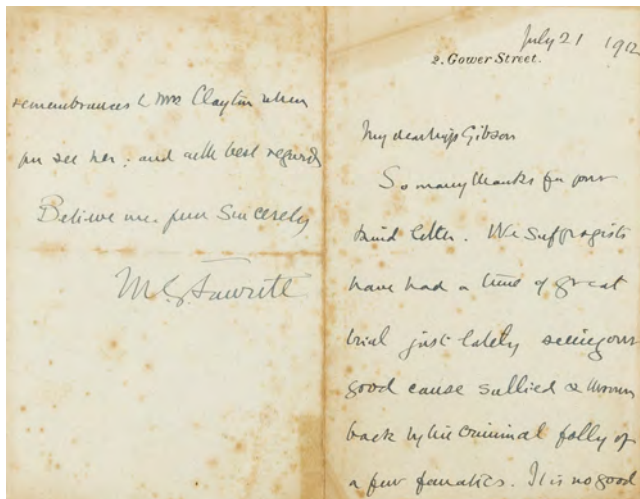 July 21 1912
2. Gower Street.
My dear Miss Gibson
So many thanks for your
kind letter. We Suffragists
have had a time of great
trial just lately seeing our
good cause sullied & thrown
back by the criminal folly of
a few fanatics. It is no good
remembrances to Mrs Clayton when
you see her: and with best regards
Believe me. yours Sincerely
M G Fawcett